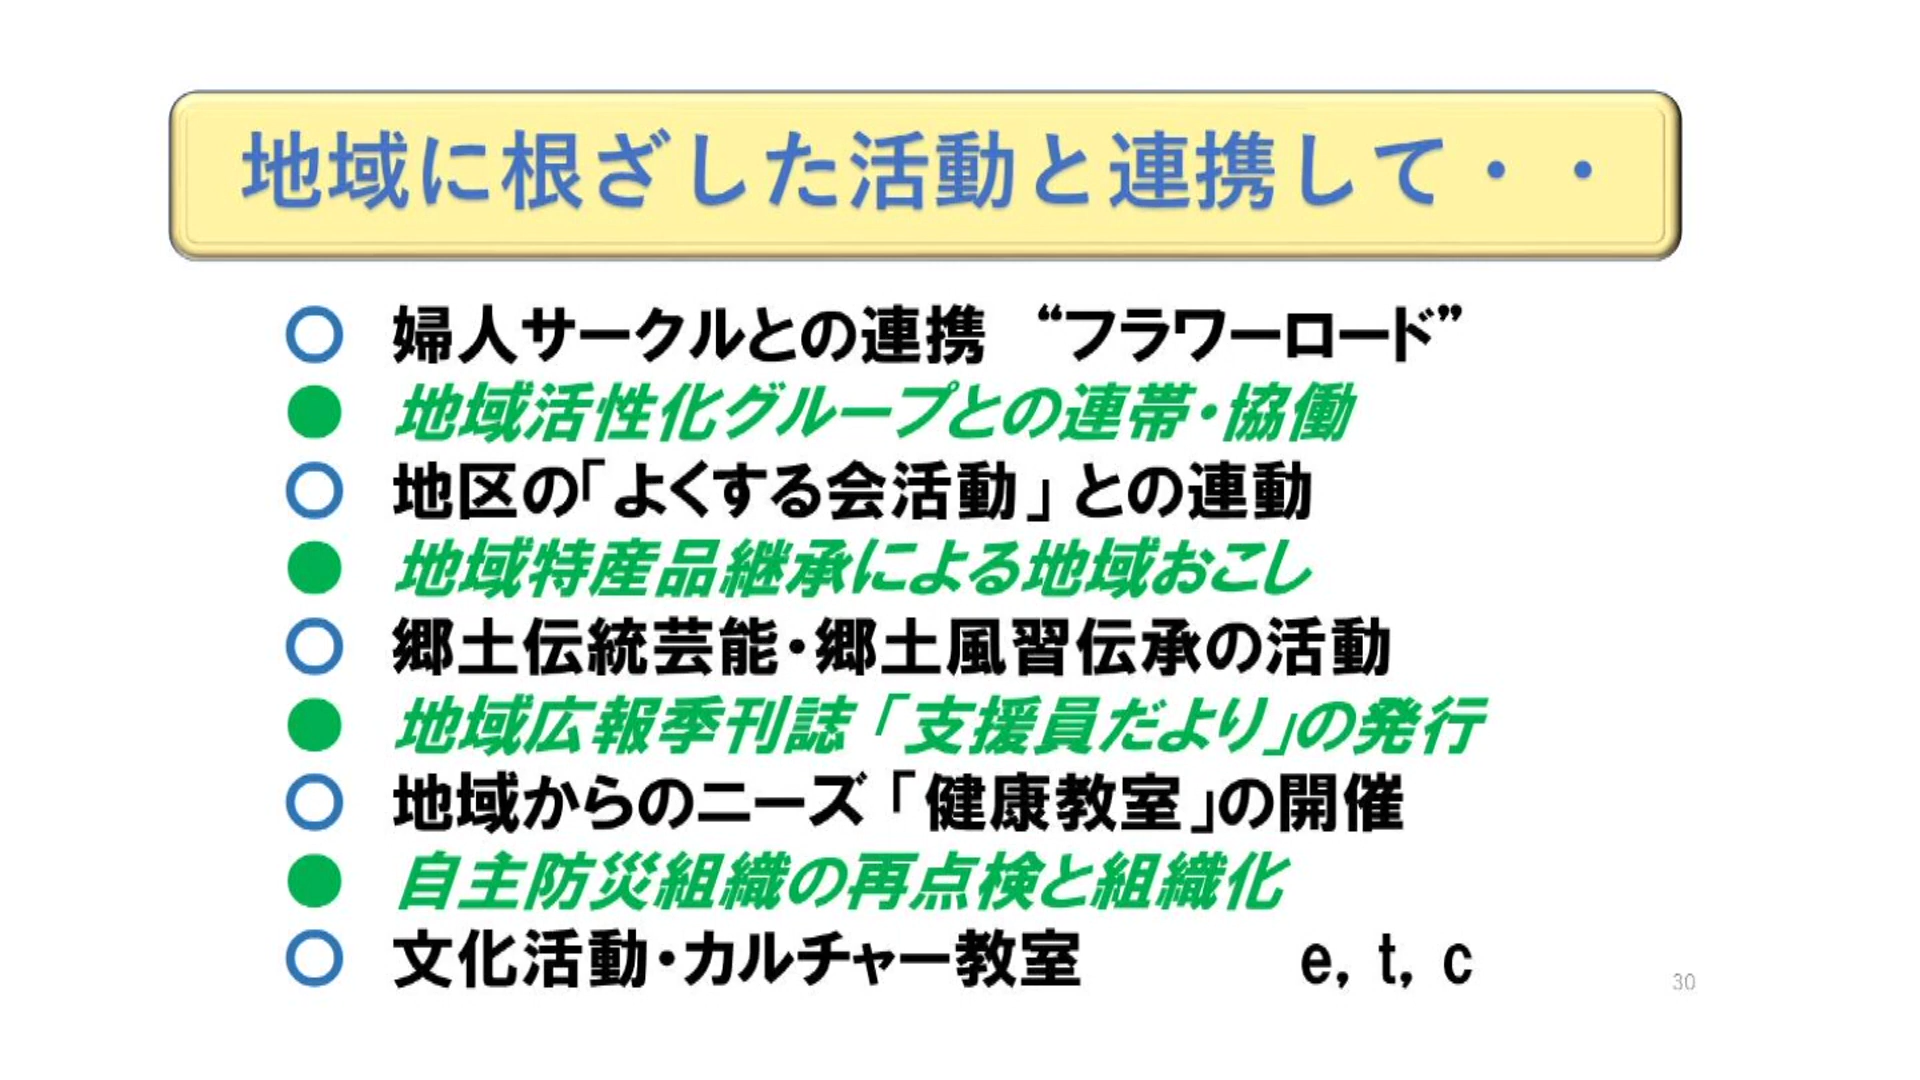 地域に根ざした活動と連携して・・
○ 婦人サークルとの連携 “フラワーロード”
● 地域活性化グループとの連帯・協働
○ 地区の「よくする会活動」との連動
● 地域特産品継承による地域おこし
○ 郷土伝統芸能・郷土風習伝承の活動
● 地域広報季刊誌「支援員だより」の発行
○ 地域からのニーズ「健康教室」の開催
● 自主防災組織の再点検と組織化
○ 文化活動・カルチャー教室 e, t, c
30